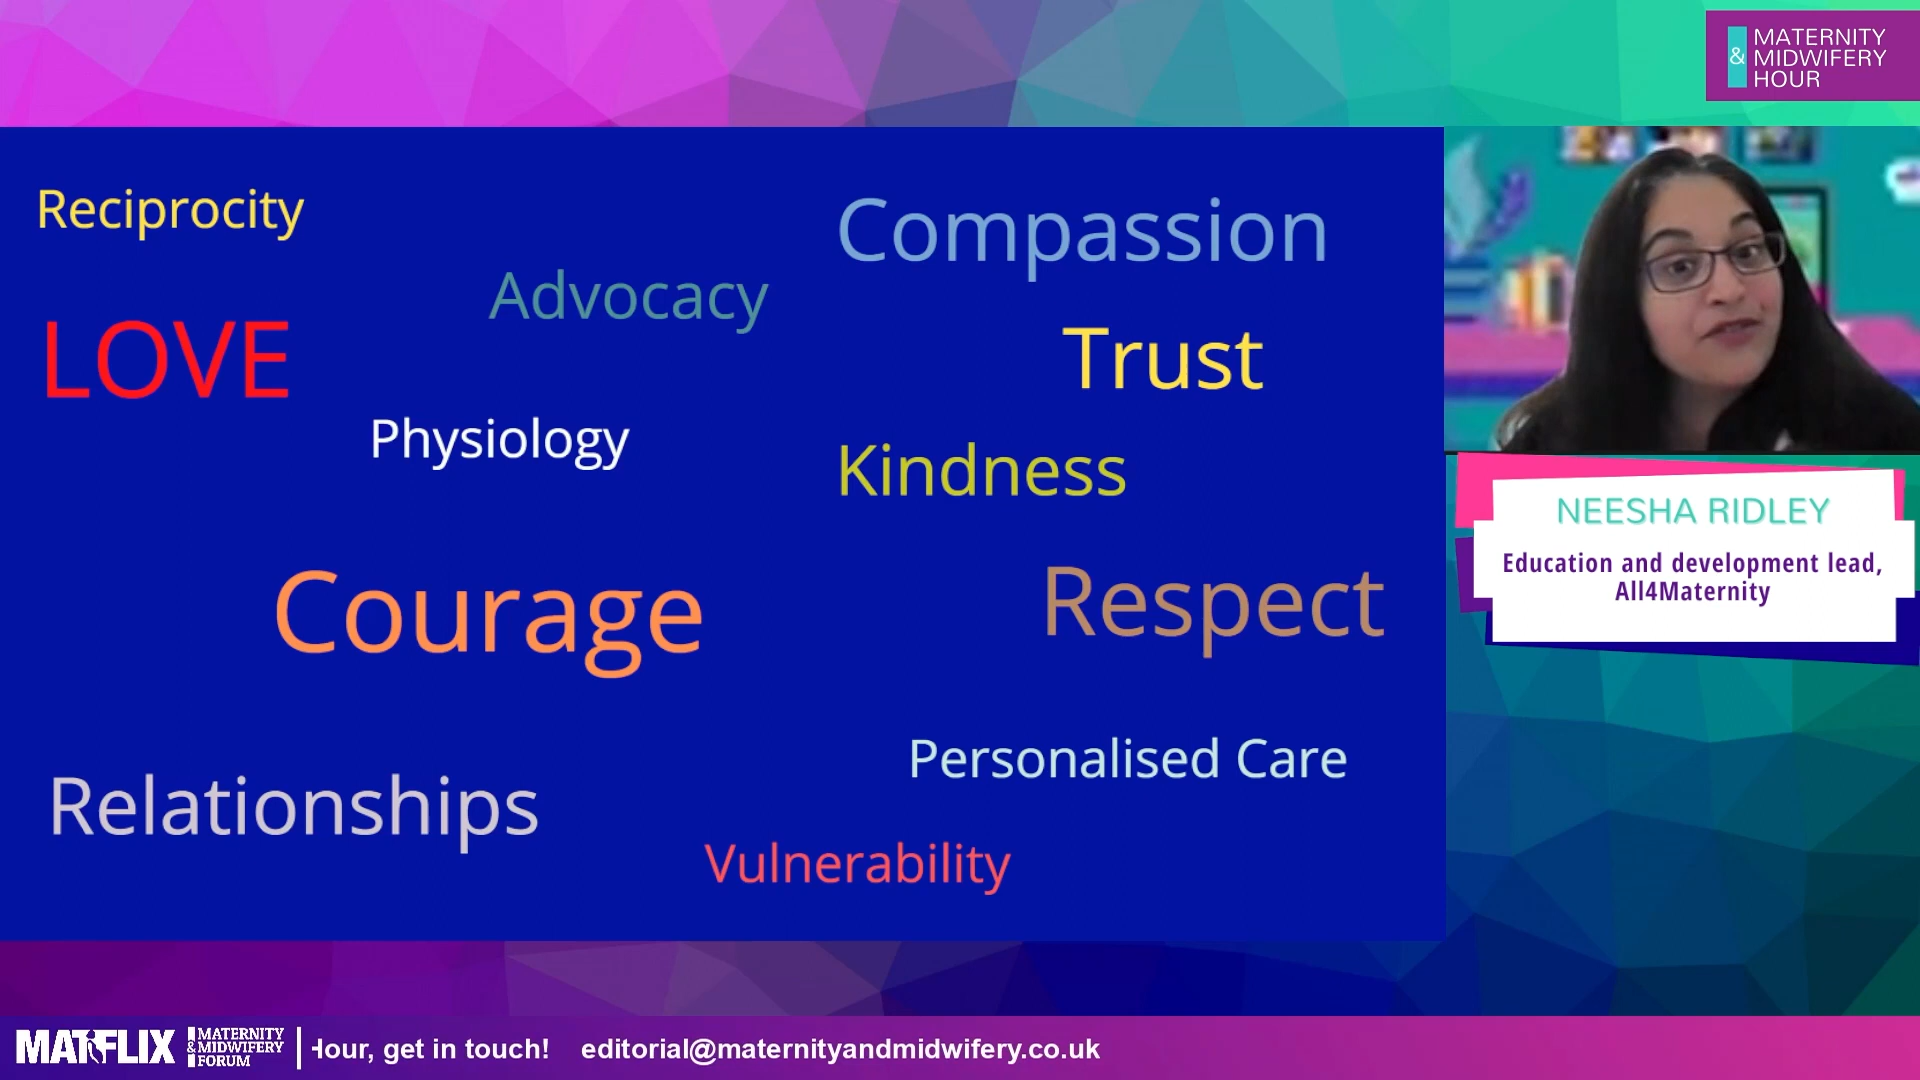 MATERNITY
& MIDWIFERY
HOUR
Reciprocity
Compassion
Advocacy
LOVE
Trust
Physiology
Kindness
Courage
Respect
Personalised Care
Relationships
Vulnerability
NEESHA RIDLEY
Education and development lead,
All4Maternity
MATFLIX
MATERNITY
& MIDWIFERY
FORUM
Hour, get in touch! editorial@maternityandmidwifery.co.uk